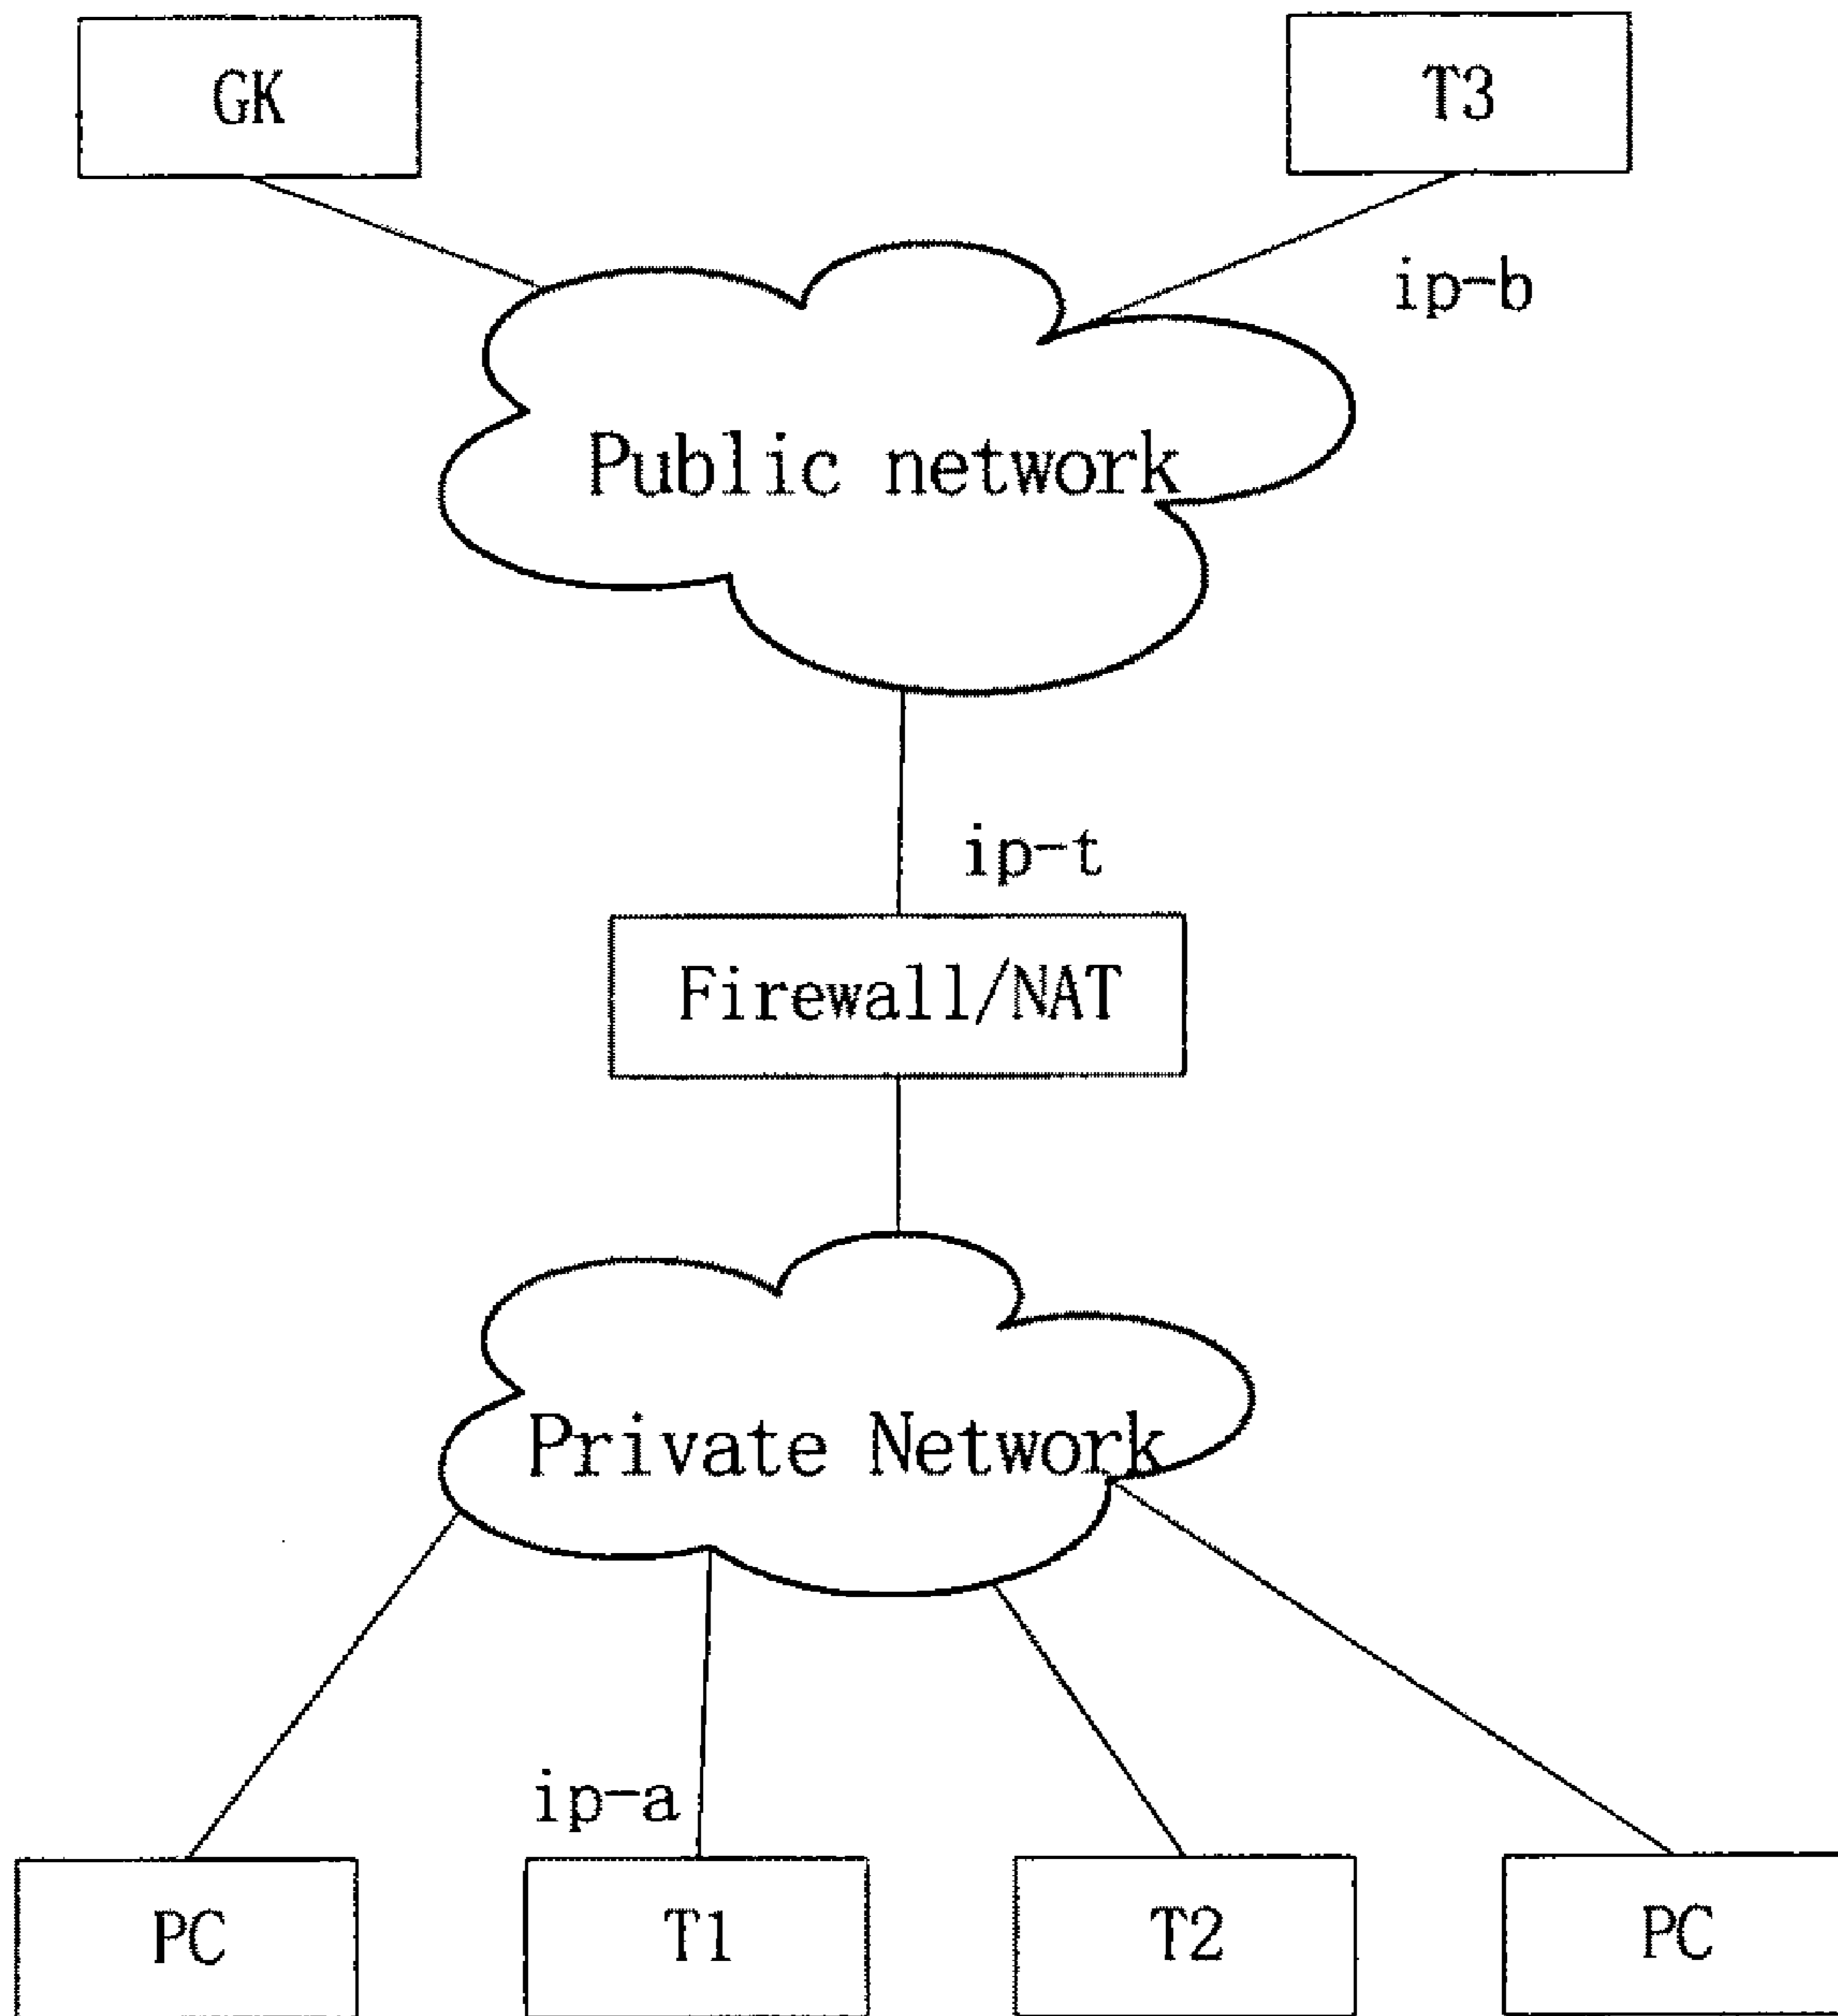 GK
T3
ip-b
Public network
ip-t
Firewall/NAT
Private Network
ip-a
PC
T1
T2
PC